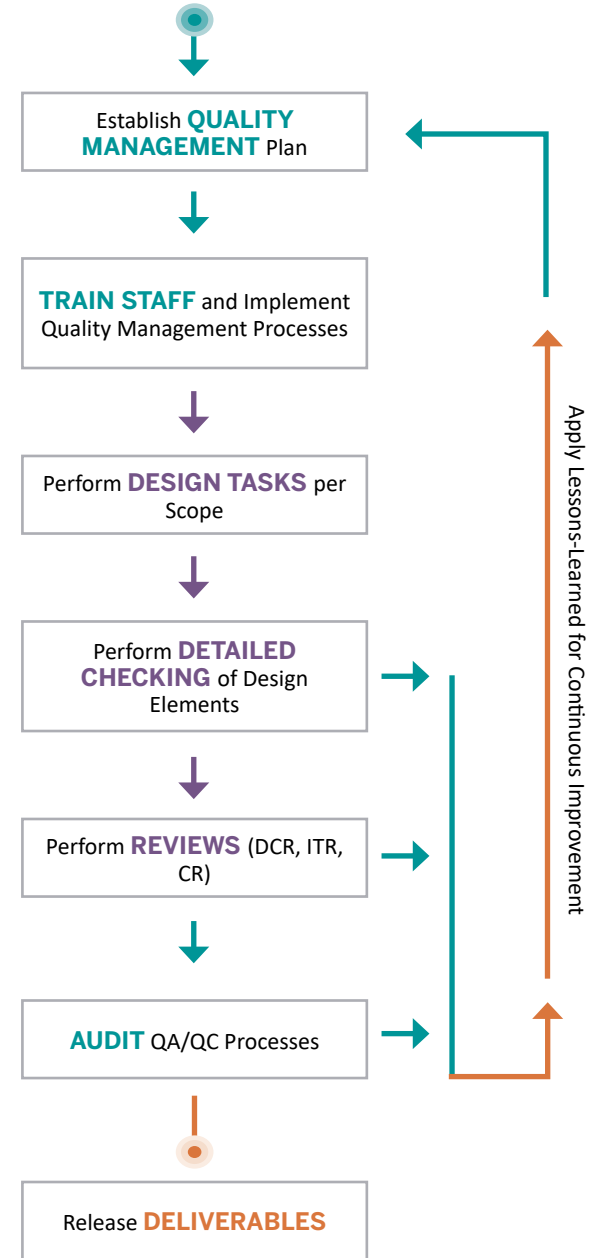 Establish QUALITY
MANAGEMENT Plan
TRAIN STAFF and Implement
Quality Management Processes
Perform DESIGN TASKS per
Scope
Perform DETAILED
CHECKING of Design
Elements
Perform REVIEWS (DCR, ITR,
CR)
AUDIT QA/QC Processes
Release DELIVERABLES
Apply Lessons-Learned for Continuous Improvement